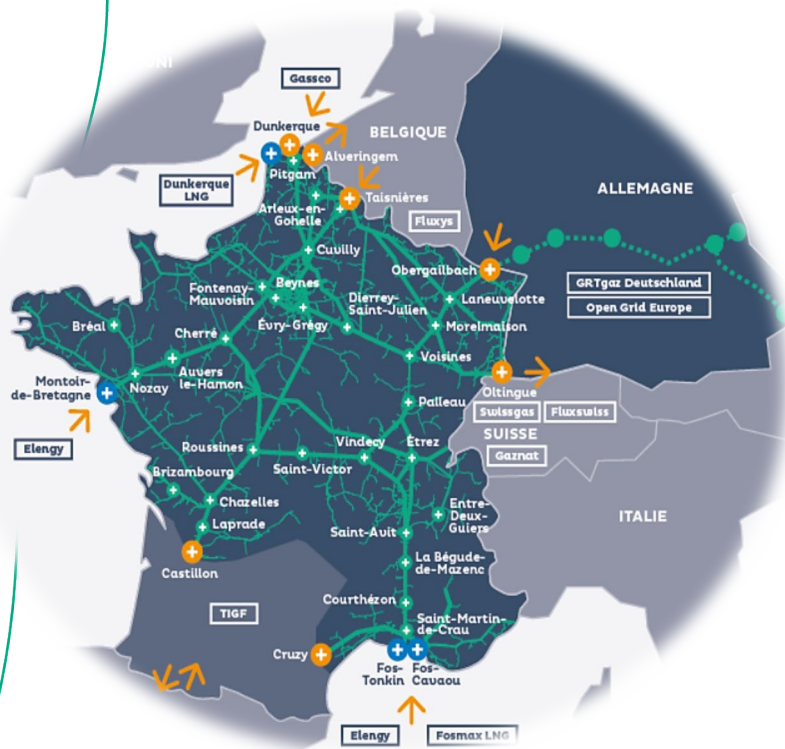 Gassco
Dunkerque
BELGIQUE
Alveringem
Pitgam
Dunkerque
LNG
Taisnières
ALLEMAGNE
Arleux-en-
Gohelle
Fluxys
Cuvilly
Obergailbach
GRTgaz Deutschland
Fontenay-
Mauvoisin
Beynes
Dierrey-
Saint-Julien
Laneuvelotte
Open Grid Europe
Bréal
Cherré
Évry-Grégy
Morelmaison
Voisines
Auvers
le-Hamon
Montoir-
de-Bretagne
Nozay
Oltingue
Palleau
Swissgas
Fluxswiss
Elengy
Roussines
Vindecy
Étrez
SUISSE
Gaznat
Saint-Victor
Brizambourg
Chazelles
Entre-
Deux-
Guiers
ITALIE
Laprade
Saint-Avit
Castillon
La Bégude-
de-Mazenc
Courthézon
TIGF
Saint-Martin-
de-Crau
Cruzy
Fos-
Tonkin
Fos-
Cavaou
Elengy
Fosmax LNG